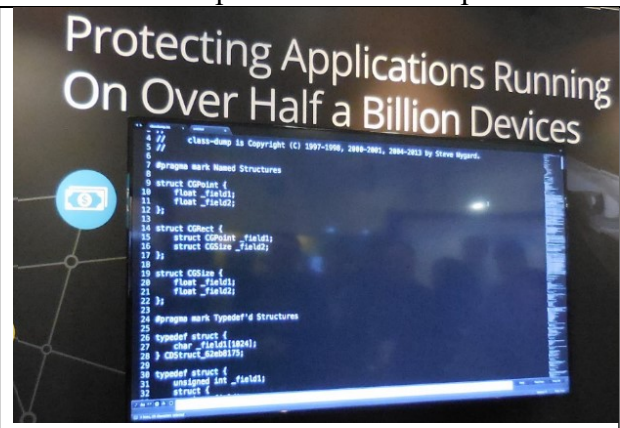 Protecting Applications Running
On Over Half a Billion Devices
4 //
5 // class-dump is Copyright (C) 1997-1998, 2000-2001, 2004-2013 by Steve Nygard.
6
7 #pragma mark Named Structures
8
9 struct CGPoint {
10 float _field1;
11 float _field2;
12 };
13
14 struct CGRect {
15 struct CGPoint _field1;
16 struct CGSize _field2;
17 };
18
19 struct CGSize {
20 float _field1;
21 float _field2;
22 };
23
24 #pragma mark Typedef'd Structures
25
26 typedef struct {
27 char _field1[1024];
28 } CDStruct_62eb8175;
29
30 typedef struct {
31 unsigned int _field1;
32 struct {